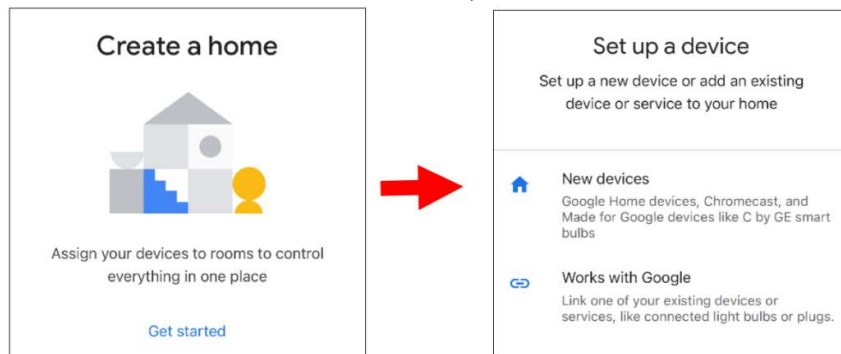 Create a home
Assign your devices to rooms to control
everything in one place
Get started
Set up a device
Set up a new device or add an existing
device or service to your home
New devices
Google Home devices, Chromecast, and
Made for Google devices like C by GE smart
bulbs
Works with Google
Link one of your existing devices or
services, like connected light bulbs or plugs.